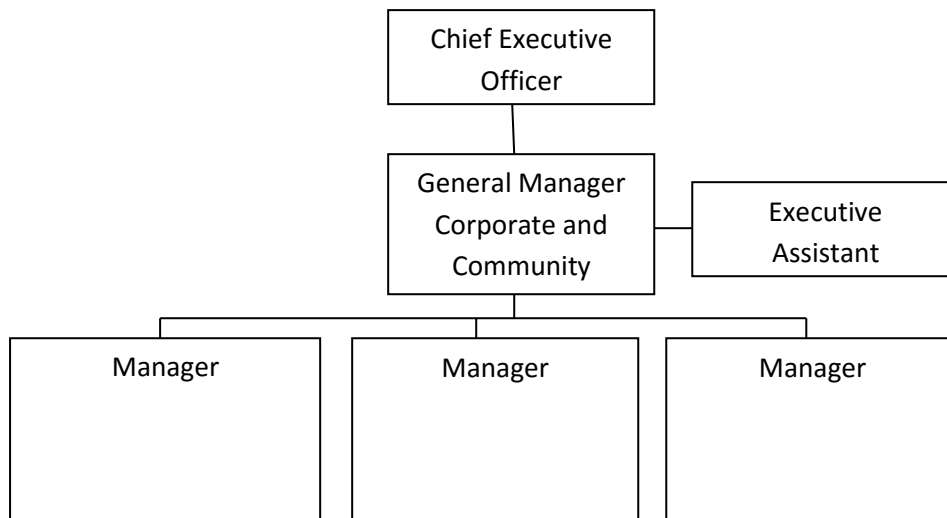 Chief Executive
Officer
General Manager
Corporate and
Community
Executive
Assistant
Manager
Manager
Manager